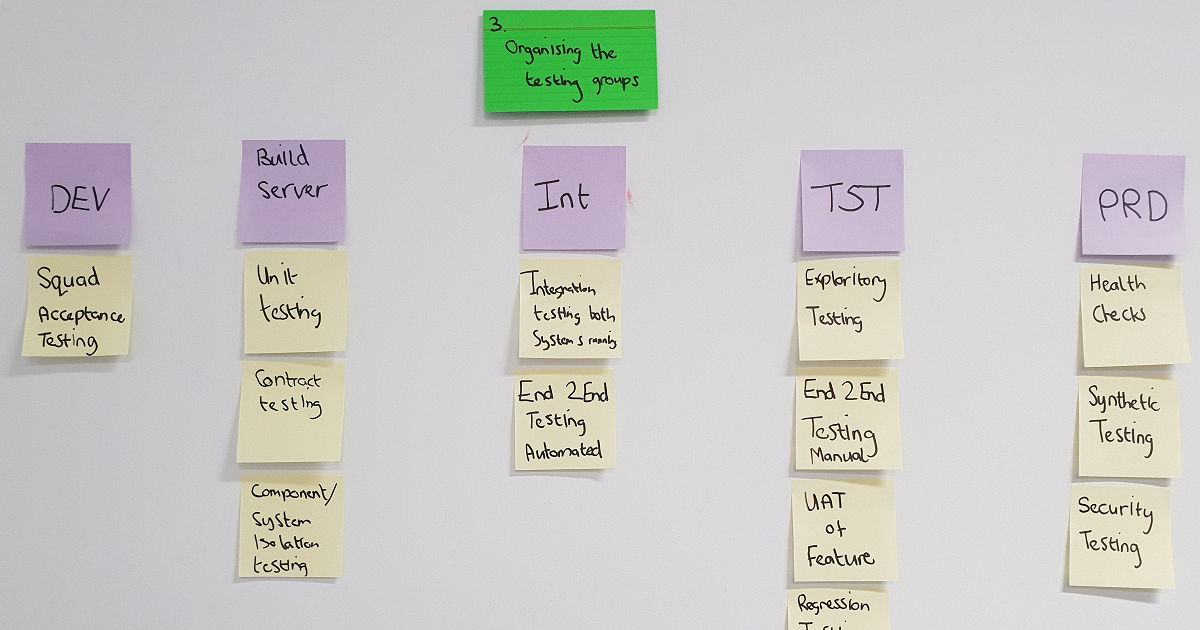 3.
Organising the
testing groups
DEV
Squad
Acceptance
Testing
Build
Server
Unit
testing
Contract
testing
Component/
System
Isolation
testing
Int
Integration
testing both
Systems running
End 2 End
Testing
Automated
TST
Exploritory
Testing
End 2 End
Testing
Manual
UAT
of
Feature
Regression
PRD
Health
Checks
Synthetic
Testing
Security
Testing